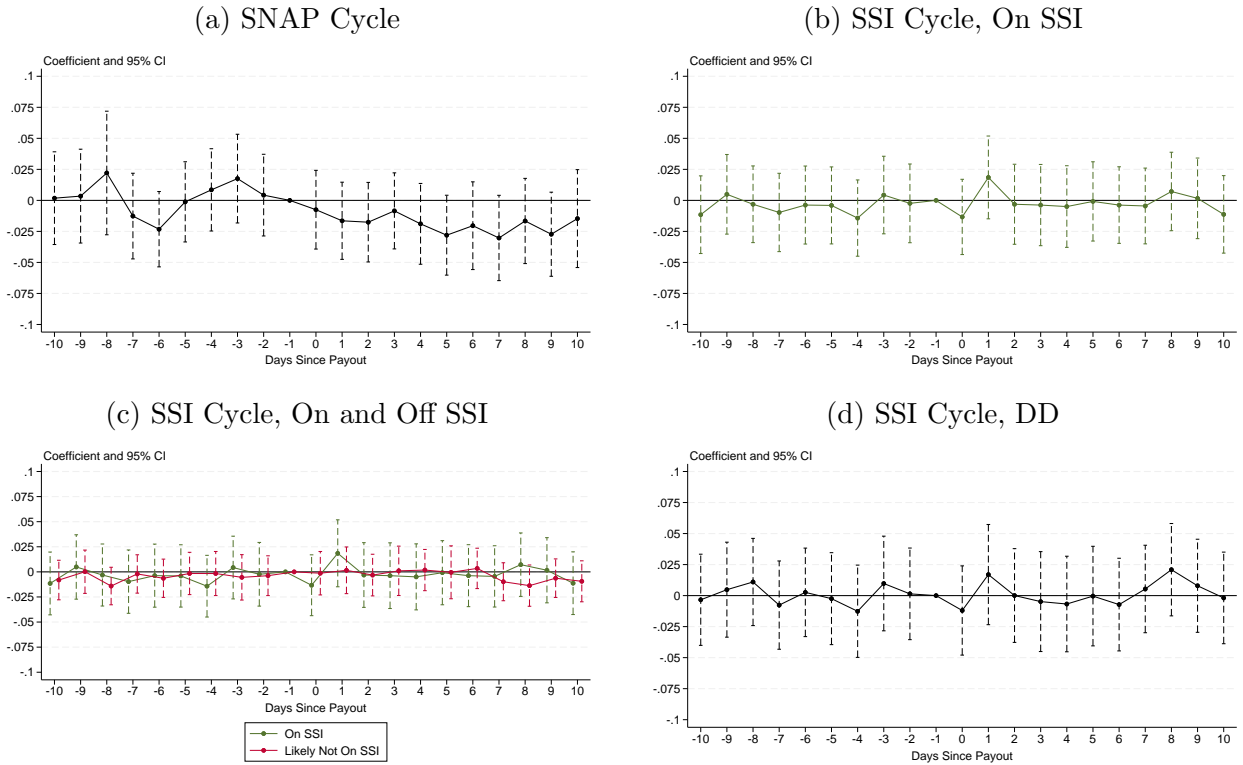 (a) SNAP Cycle
Coefficient and 95% CI
.1
.075
.05
.025
0
-.025
-.05
-.075
-.1
-10 -9 -8 -7 -6 -5 -4 -3 -2 -1 0 1 2 3 4 5 6 7 8 9 10
Days Since Payout
(b) SSI Cycle, On SSI
Coefficient and 95% CI
.1
.075
.05
.025
0
-.025
-.05
-.075
-.1
-10 -9 -8 -7 -6 -5 -4 -3 -2 -1 0 1 2 3 4 5 6 7 8 9 10
Days Since Payout
(c) SSI Cycle, On and Off SSI
Coefficient and 95% CI
.1
.075
.05
.025
0
-.025
-.05
-.075
-.1
-10 -9 -8 -7 -6 -5 -4 -3 -2 -1 0 1 2 3 4 5 6 7 8 9 10
Days Since Payout
On SSI
Likely Not On SSI
(d) SSI Cycle, DD
Coefficient and 95% CI
.1
.075
.05
.025
0
-.025
-.05
-.075
-.1
-10 -9 -8 -7 -6 -5 -4 -3 -2 -1 0 1 2 3 4 5 6 7 8 9 10
Days Since Payout